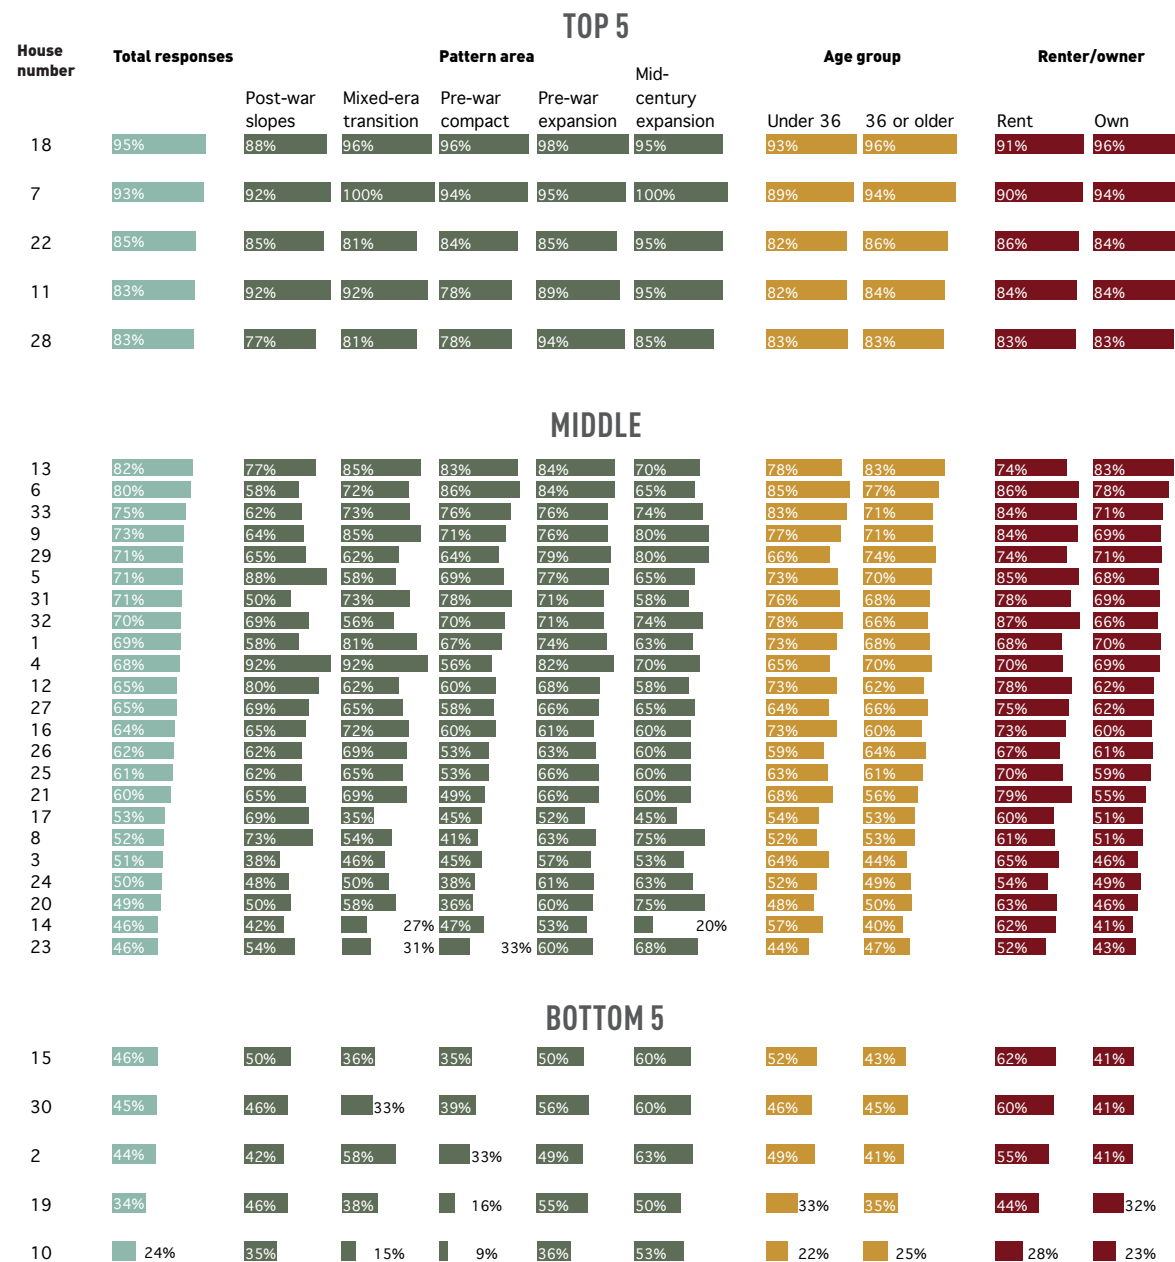 TOP 5
House number Total responses Pattern area Age group Renter/owner
Post-war slopes Mixed-era transition Pre-war compact Pre-war expansion Mid-century expansion Under 36 36 or older Rent Own
18 95% 88% 96% 96% 98% 95% 93% 96% 91% 96%
7 93% 92% 100% 94% 95% 100% 89% 94% 90% 94%
22 85% 85% 81% 84% 85% 95% 82% 86% 86% 84%
11 83% 92% 92% 78% 89% 95% 82% 84% 84% 84%
28 83% 77% 81% 78% 94% 85% 83% 83% 83% 83%
MIDDLE
13 82% 77% 85% 83% 84% 70% 78% 83% 74% 83%
6 80% 58% 72% 86% 84% 65% 85% 77% 86% 78%
33 75% 62% 73% 76% 76% 74% 83% 71% 84% 71%
9 73% 64% 85% 71% 76% 80% 77% 71% 84% 69%
29 71% 65% 62% 64% 79% 80% 66% 74% 74% 71%
5 71% 88% 58% 69% 77% 65% 73% 70% 85% 68%
31 71% 50% 73% 78% 71% 58% 76% 68% 78% 69%
32 70% 69% 56% 70% 71% 74% 78% 66% 87% 66%
1 69% 58% 81% 67% 74% 63% 73% 68% 68% 70%
4 68% 92% 92% 56% 82% 70% 65% 70% 70% 69%
12 65% 80% 62% 60% 68% 58% 73% 62% 78% 62%
27 65% 69% 65% 58% 66% 65% 64% 66% 75% 62%
16 64% 65% 72% 60% 61% 60% 73% 60% 73% 60%
26 62% 62% 69% 53% 63% 60% 59% 64% 67% 61%
25 61% 62% 65% 53% 66% 60% 63% 61% 70% 59%
21 60% 65% 69% 49% 66% 60% 68% 56% 79% 55%
17 53% 69% 35% 45% 52% 45% 54% 53% 60% 51%
8 52% 73% 54% 41% 63% 75% 52% 53% 61% 51%
3 51% 38% 46% 45% 57% 53% 64% 44% 65% 46%
24 50% 48% 50% 38% 61% 63% 52% 49% 54% 49%
20 49% 50% 58% 36% 60% 75% 48% 50% 63% 46%
14 46% 42% 27% 47% 53% 20% 57% 40% 62% 41%
23 46% 54% 31% 33% 60% 68% 44% 47% 52% 43%
BOTTOM 5
15 46% 50% 36% 35% 50% 60% 52% 43% 62% 41%
30 45% 46% 33% 39% 56% 60% 46% 45% 60% 41%
2 44% 42% 58% 33% 49% 63% 49% 41% 55% 41%
19 34% 46% 38% 16% 55% 50% 33% 35% 44% 32%
10 24% 35% 15% 9% 36% 53% 22% 25% 28% 23%